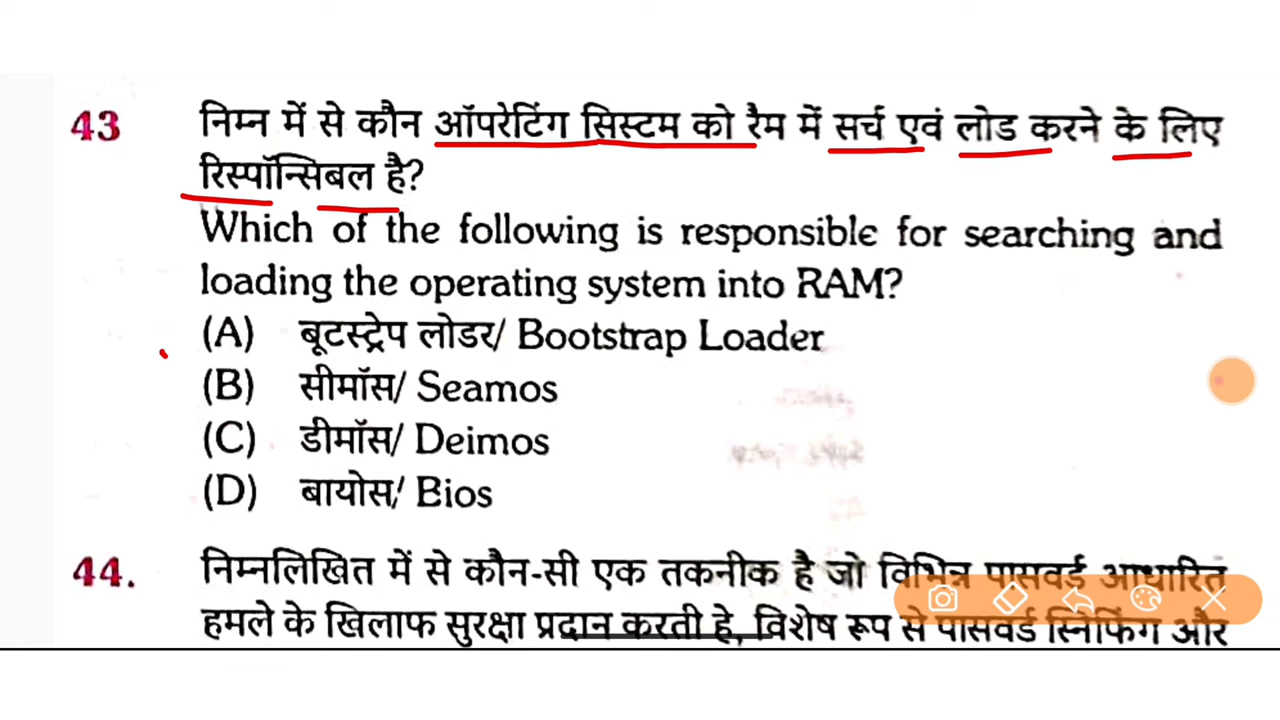 43 निम्न में से कौन ऑपरेटिंग सिस्टम को रैम में सर्च एवं लोड करने के लिए
रिस्पॉन्सिबल है?
Which of the following is responsible for searching and
loading the operating system into RAM?
(A) बूटस्ट्रेप लोडर/ Bootstrap Loader
(B) सीमॉस/ Seamos
(C) डीमॉस/ Deimos
(D) बायोस/ Bios
44. निम्नलिखित में से कौन-सी एक तकनीक है जो विभिन्न पासवर्ड आधारित
हमले के खिलाफ सुरक्षा प्रदान करती हे, विशेष रूप से पासवर्ड स्निफिंग और